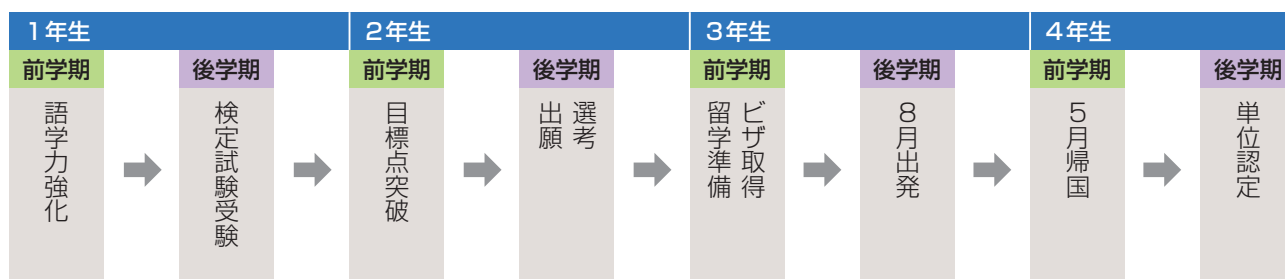 1年生
2年生
3年生
4年生
前学期
後学期
前学期
後学期
前学期
後学期
前学期
後学期
語学力強化
検定試験受験
目標点突破
選考
出願
ビザ取得
留学準備
8月出発
5月帰国
単位認定